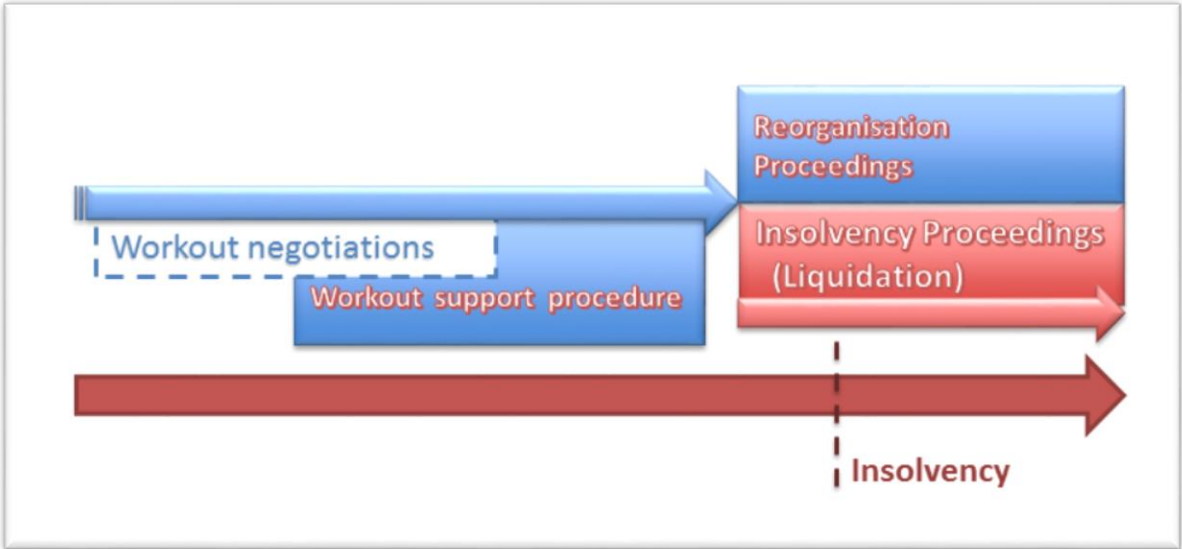 Reorganisation
Proceedings
Workout negotiations
Insolvency Proceedings
(Liquidation)
Workout support procedure
Insolvency